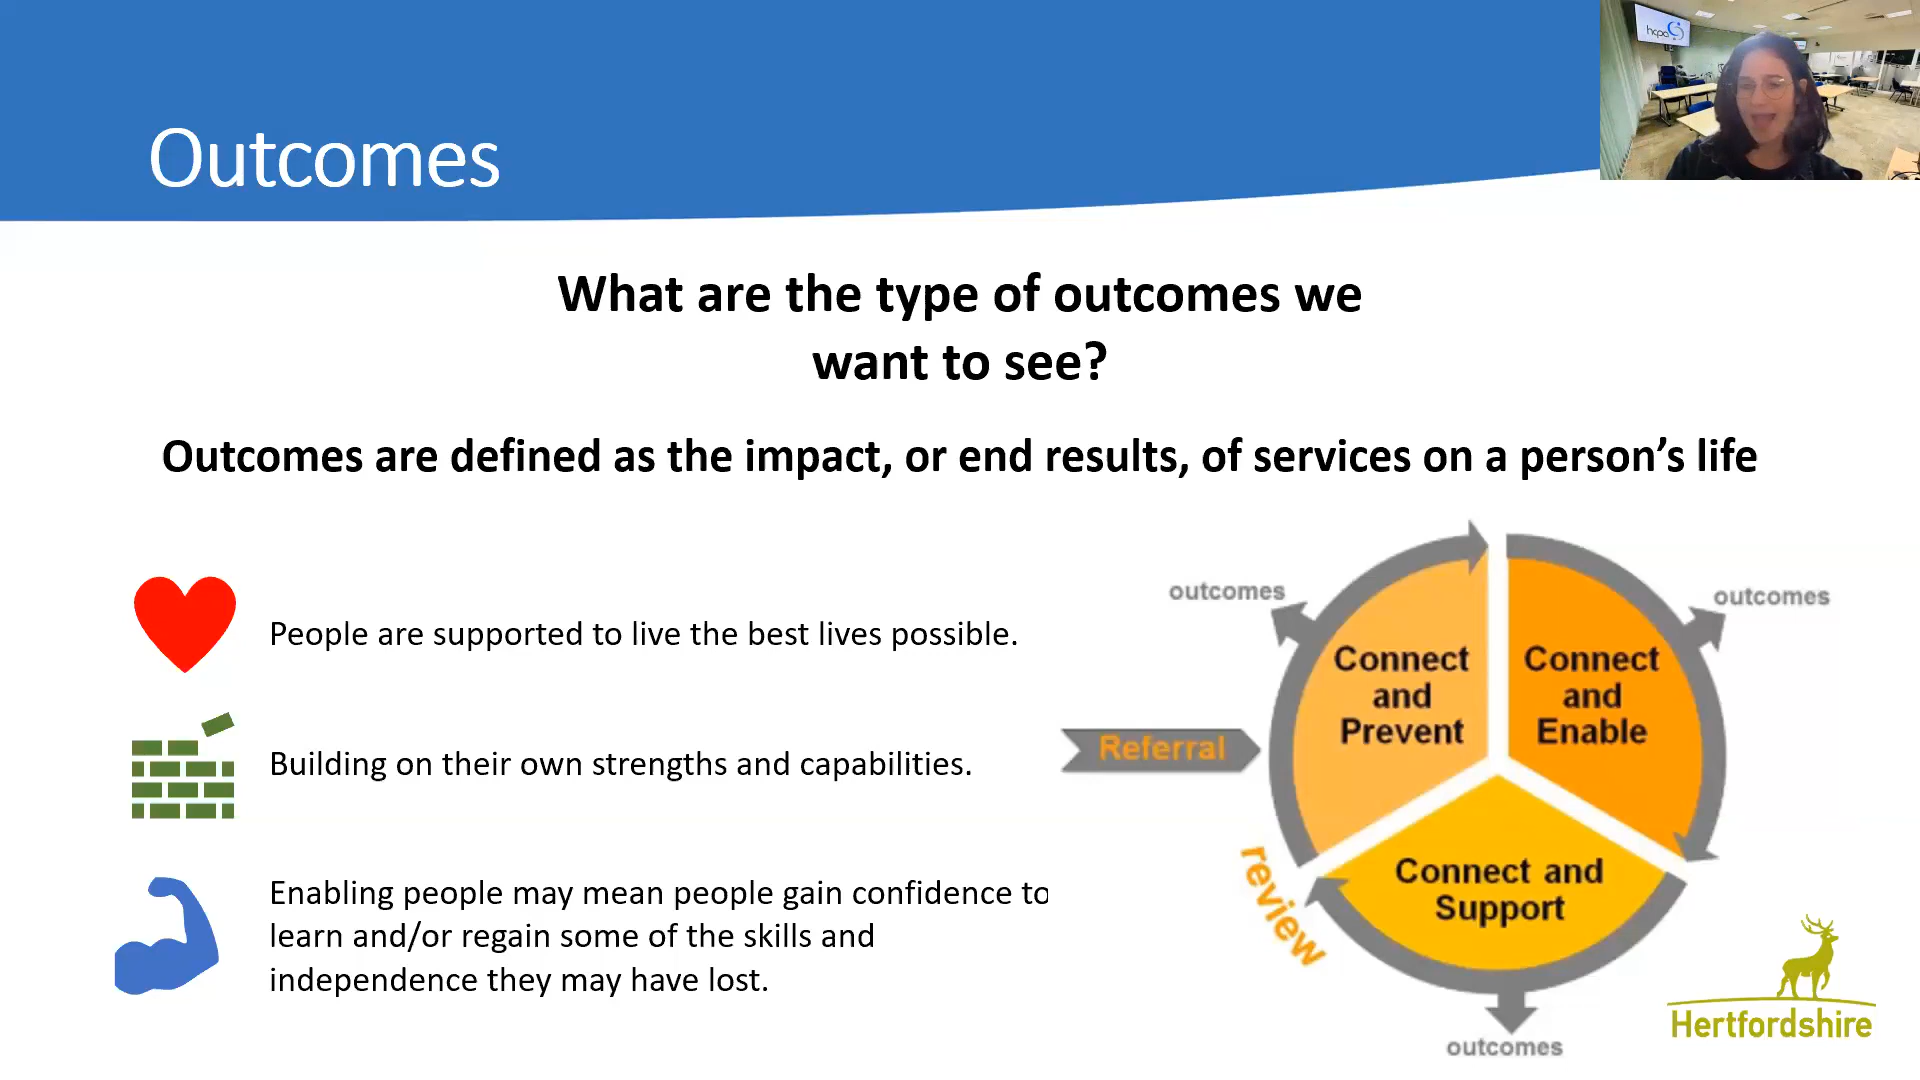 hcpa
Outcomes
What are the type of outcomes we
want to see?
Outcomes are defined as the impact, or end results, of services on a person’s life
People are supported to live the best lives possible.
Building on their own strengths and capabilities.
Enabling people may mean people gain confidence to
learn and/or regain some of the skills and
independence they may have lost.
outcomes
outcomes
Connect
and
Prevent
Connect
and
Enable
Referral
Connect and
Support
review
outcomes
Hertfordshire